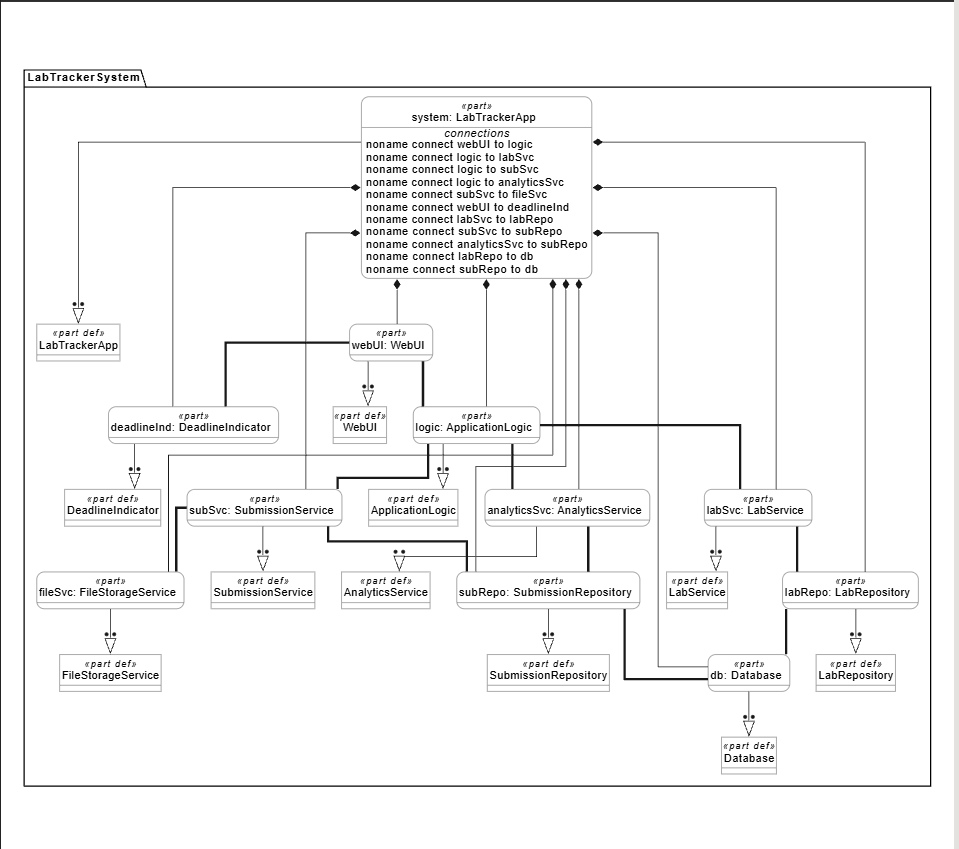 LabTrackerSystem
«part»
system: LabTrackerApp
connections
noname connect webUI to logic
noname connect logic to labSvc
noname connect logic to subSvc
noname connect logic to analyticsSvc
noname connect subSvc to fileSvc
noname connect webUI to deadlineInd
noname connect labSvc to labRepo
noname connect subSvc to subRepo
noname connect analyticsSvc to subRepo
noname connect labRepo to db
noname connect subRepo to db
«part def»
LabTrackerApp
«part»
webUI: WebUI
«part»
deadlineInd: DeadlineIndicator
«part def»
WebUI
«part»
logic: ApplicationLogic
«part def»
DeadlineIndicator
«part»
subSvc: SubmissionService
«part def»
ApplicationLogic
«part»
analyticsSvc: AnalyticsService
«part»
labSvc: LabService
«part»
fileSvc: FileStorageService
«part def»
SubmissionService
«part def»
AnalyticsService
«part»
subRepo: SubmissionRepository
«part def»
LabService
«part»
labRepo: LabRepository
«part def»
FileStorageService
«part def»
SubmissionRepository
«part»
db: Database
«part def»
LabRepository
«part def»
Database